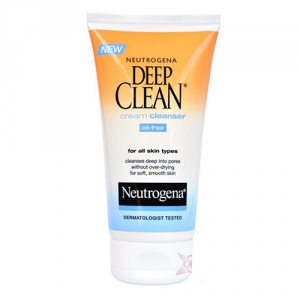 NEW
NEUTROGENA
DEEP
CLEAN®
cream cleanser
oil-free
for all skin types
cleanses deep into pores
without over-drying
for soft, smooth skin
Neutrogena®
DERMATOLOGIST TESTED